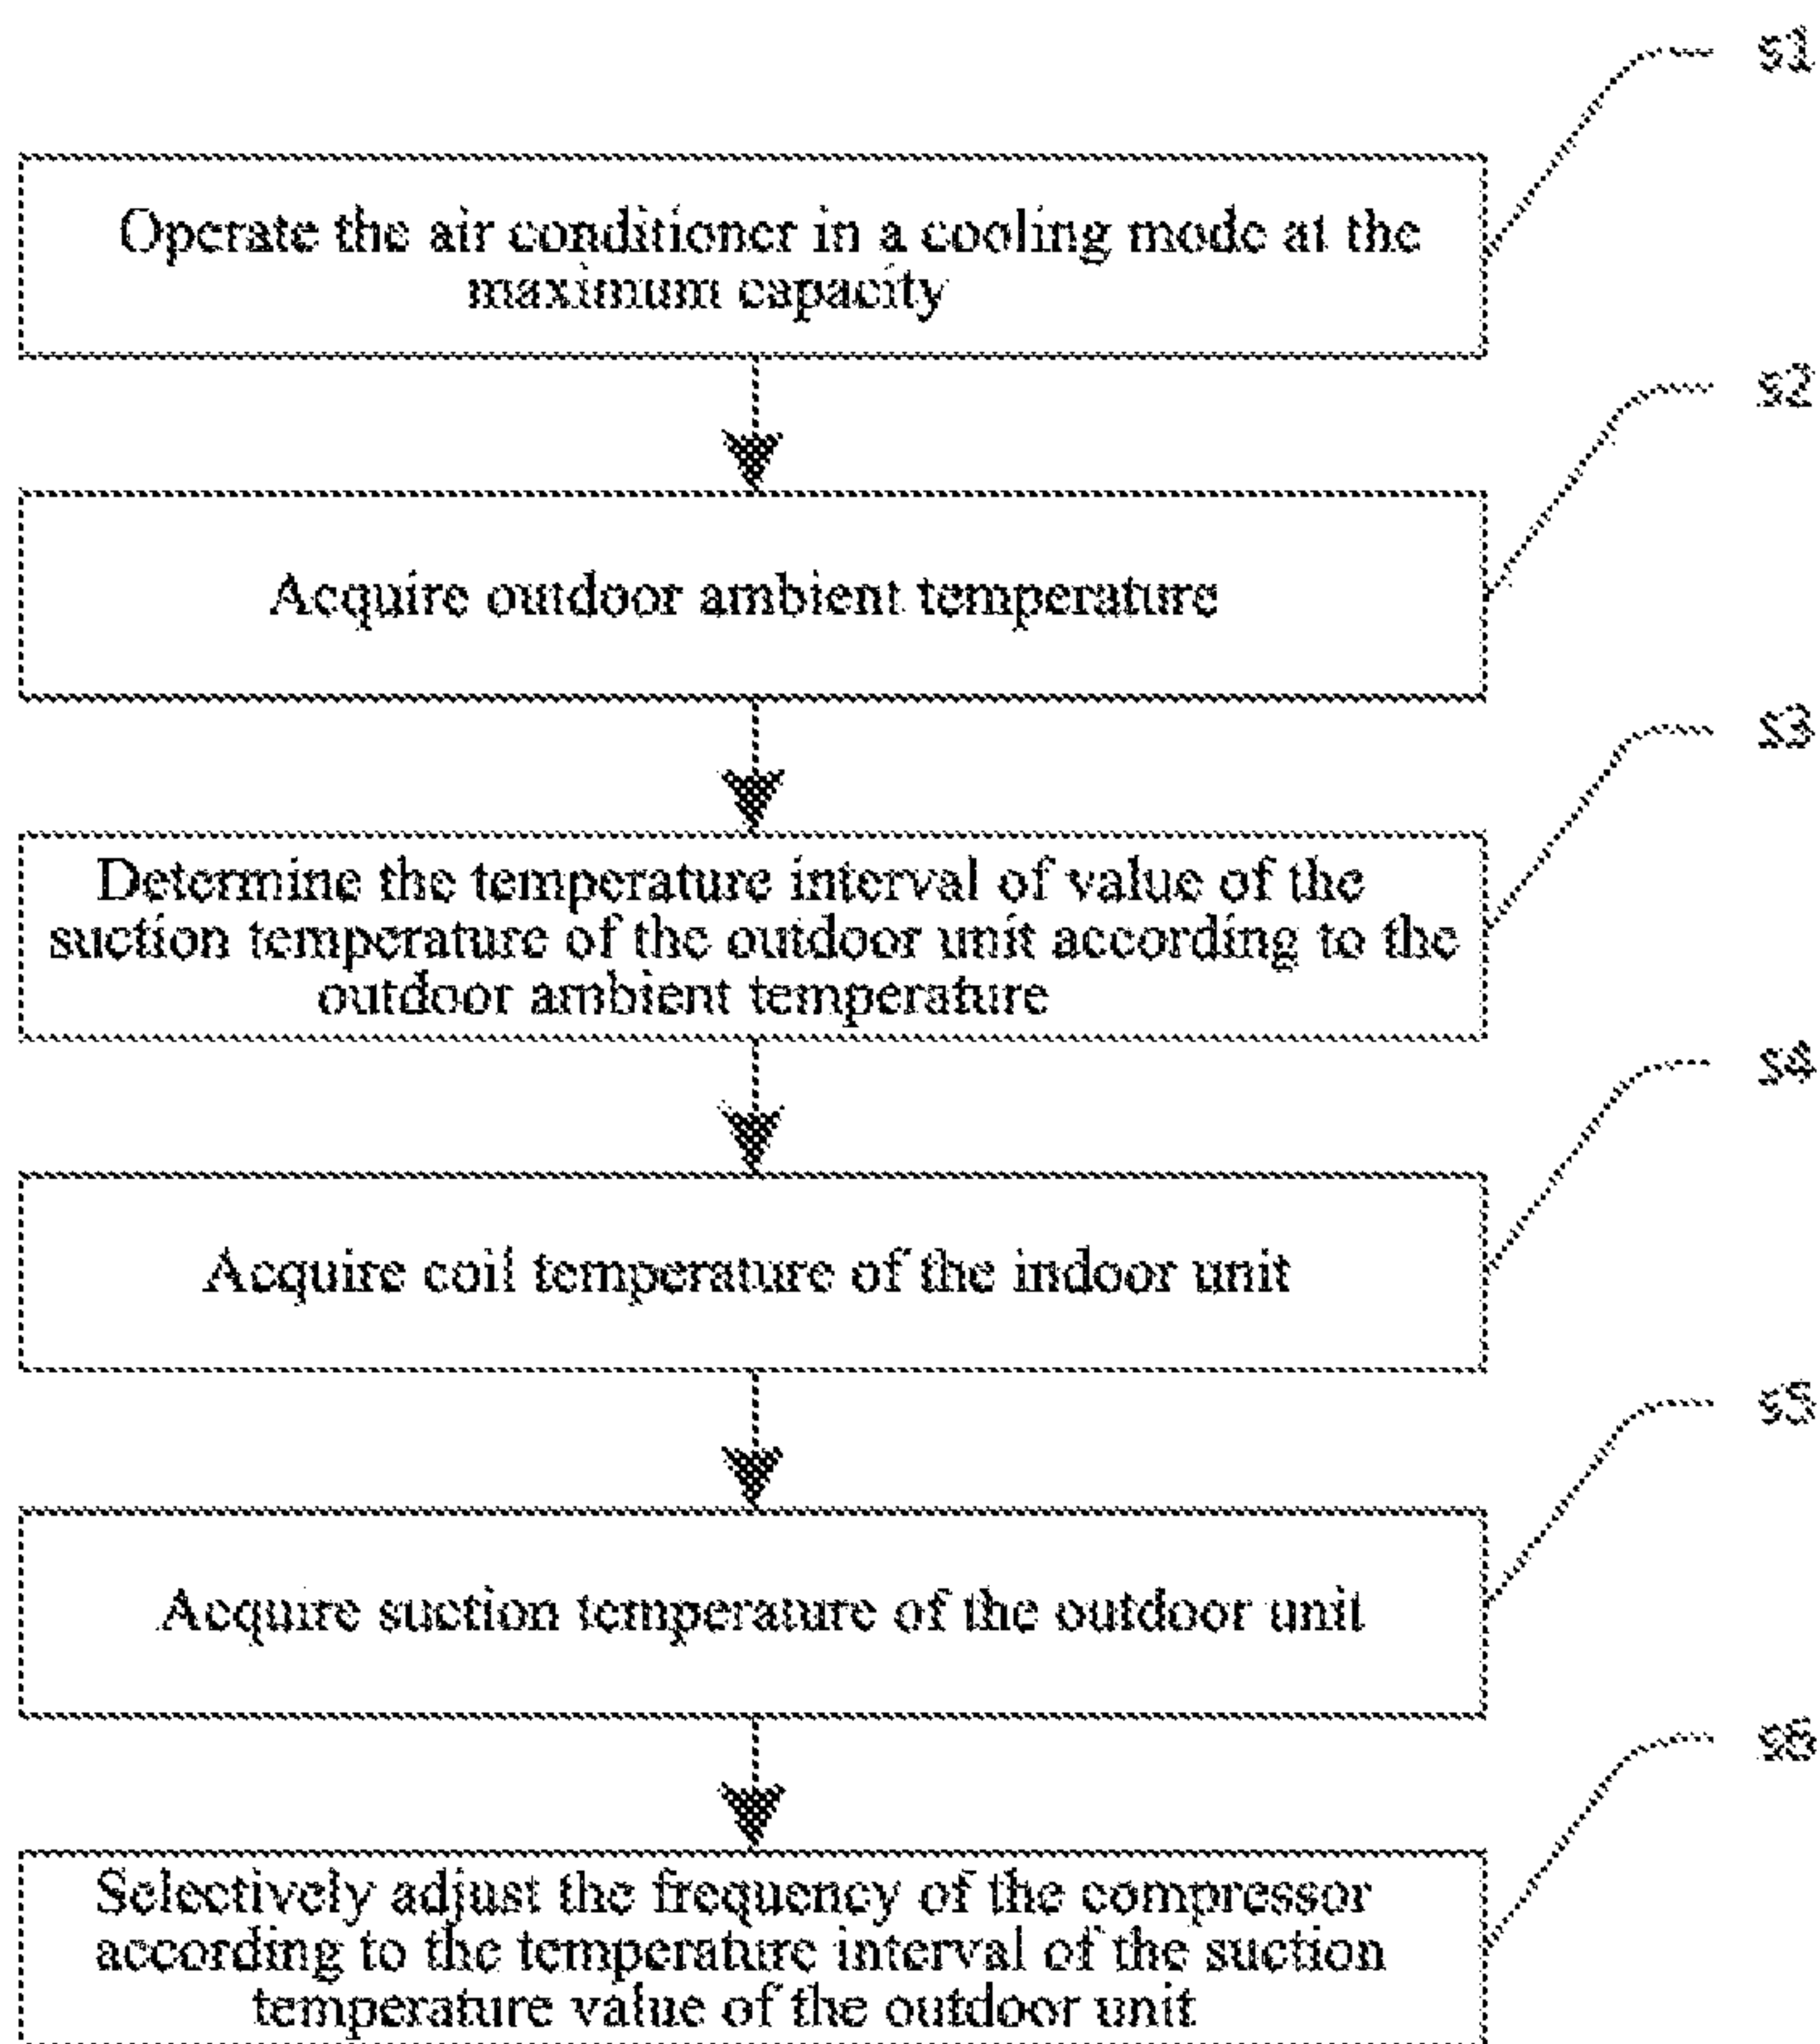 s1
Operate the air conditioner in a cooling mode at the
maximum capacity
s2
Acquire outdoor ambient temperature
s3
Determine the temperature interval of value of the
suction temperature of the outdoor unit according to the
outdoor ambient temperature
s4
Acquire coil temperature of the indoor unit
s5
Acquire suction temperature of the outdoor unit
s6
Selectively adjust the frequency of the compressor
according to the temperature interval of the suction
temperature value of the outdoor unit